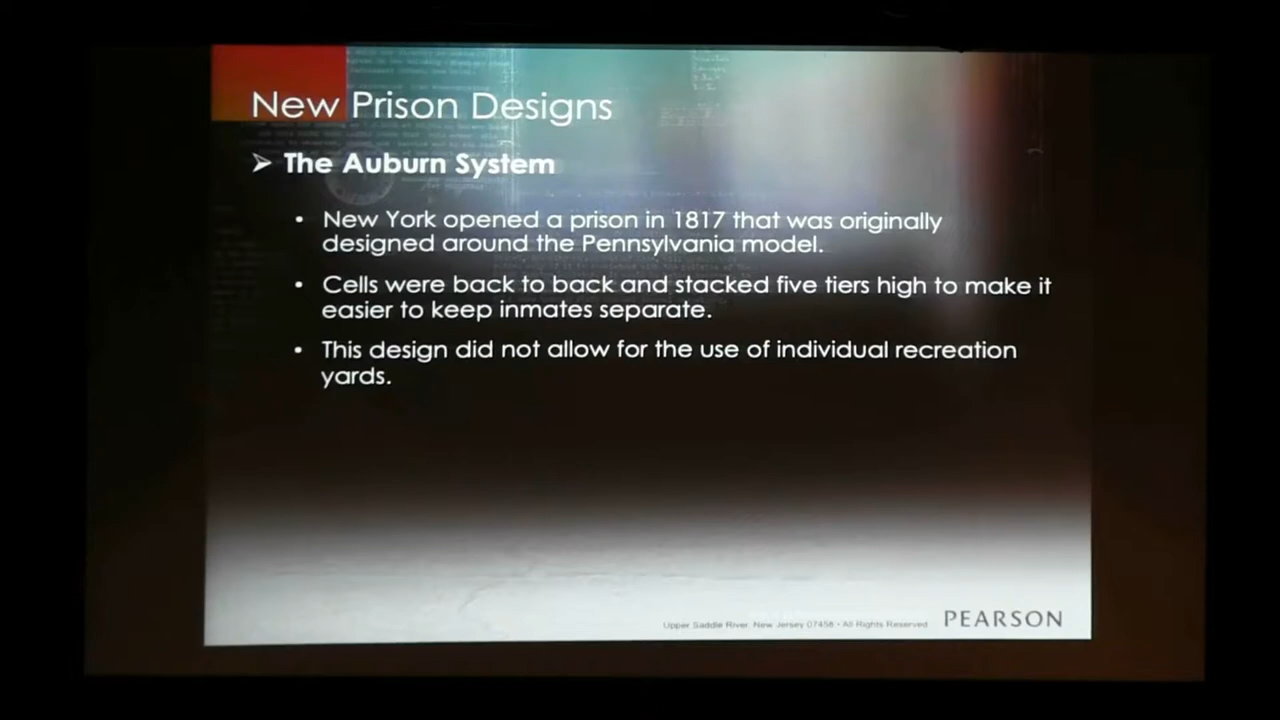 New Prison Designs
➢ The Auburn System
• New York opened a prison in 1817 that was originally
designed around the Pennsylvania model.
• Cells were back to back and stacked five tiers high to make it
easier to keep inmates separate.
• This design did not allow for the use of individual recreation
yards.
Upper Saddle River, New Jersey 07458 • All Rights Reserved
PEARSON